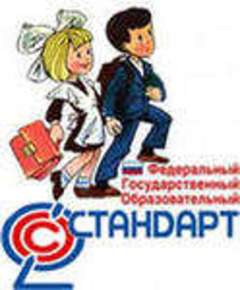 Федеральный
Государственный
Образовательный
СТАНДАРТ